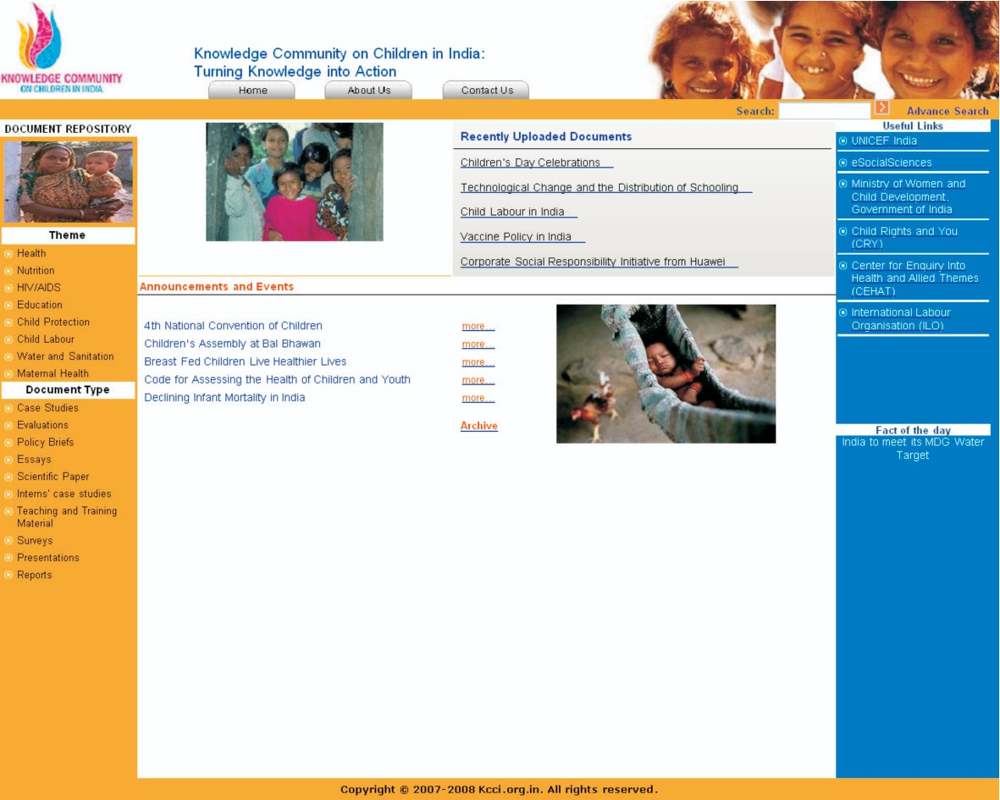 KNOWLEDGE COMMUNITY
ON CHILDREN IN INDIA
Knowledge Community on Children in India:
Turning Knowledge into Action
Home
About Us
Contact Us
Search:
Advance Search
DOCUMENT REPOSITORY
Theme
Health
Nutrition
HIV/AIDS
Education
Child Protection
Child Labour
Water and Sanitation
Maternal Health
Document Type
Case Studies
Evaluations
Policy Briefs
Essays
Scientific Paper
Interns' case studies
Teaching and Training
Material
Surveys
Presentations
Reports
Recently Uploaded Documents
Children's Day Celebrations
Technological Change and the Distribution of Schooling
Child Labour in India
Vaccine Policy in India
Corporate Social Responsibility Initiative from Huawei
Announcements and Events
4th National Convention of Children more...
Children's Assembly at Bal Bhawan more...
Breast Fed Children Live Healthier Lives more...
Code for Assessing the Health of Children and Youth more...
Declining Infant Mortality in India more...
Archive
Useful Links
UNICEF India
eSocialSciences
Ministry of Women and
Child Development,
Government of India
Child Rights and You
(CRY)
Center for Enquiry Into
Health and Allied Themes
(CEHAT)
International Labour
Organisation (ILO)
Fact of the day
India to meet its MDG Water
Target
Copyright © 2007-2008 Kcci.org.in. All rights reserved.